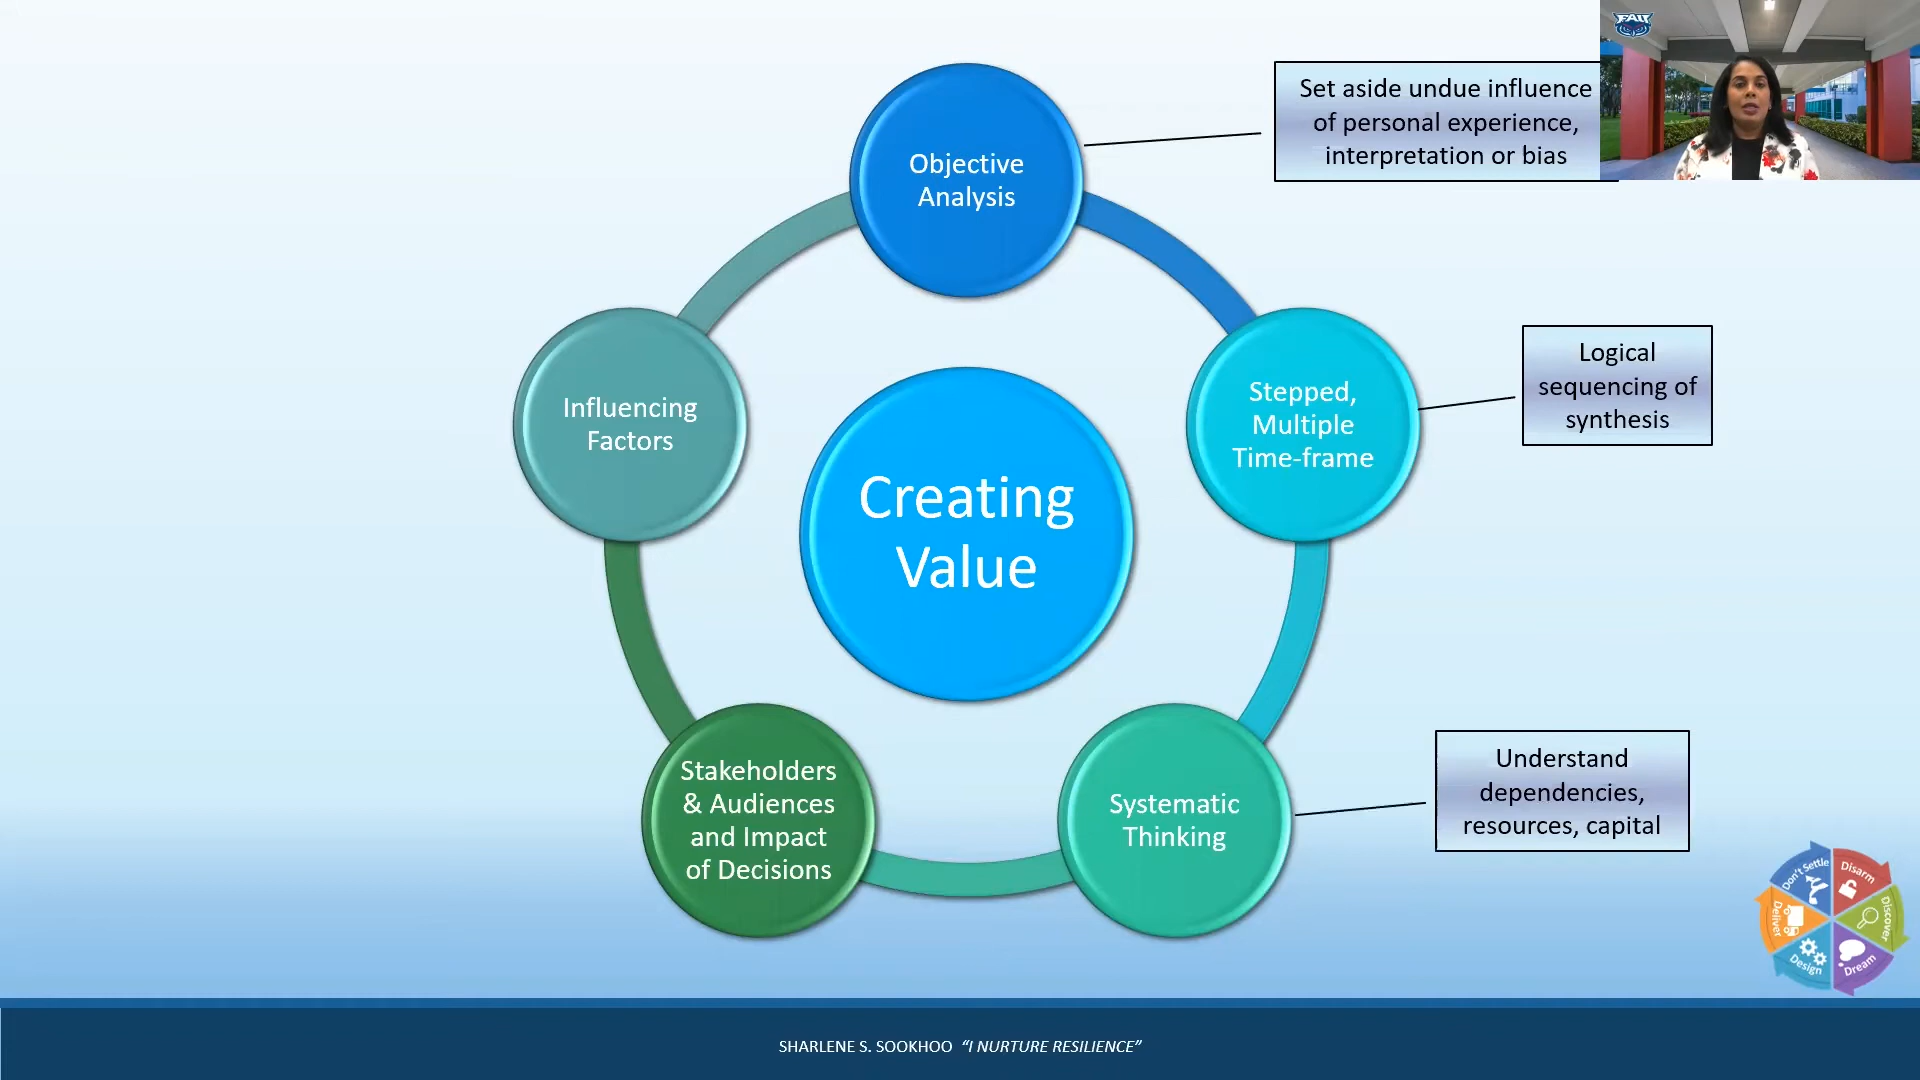 FAU
Set aside undue influence
of personal experience,
interpretation or bias
Objective
Analysis
Influencing
Factors
Stepped,
Multiple
Time-frame
Logical
sequencing of
synthesis
Creating
Value
Stakeholders
& Audiences
and Impact
of Decisions
Systematic
Thinking
Understand
dependencies,
resources, capital
Don't Settle
Disarm
Discover
Dream
Design
Deliver
SHARLENE S. SOOKHOO “I NURTURE RESILIENCE”